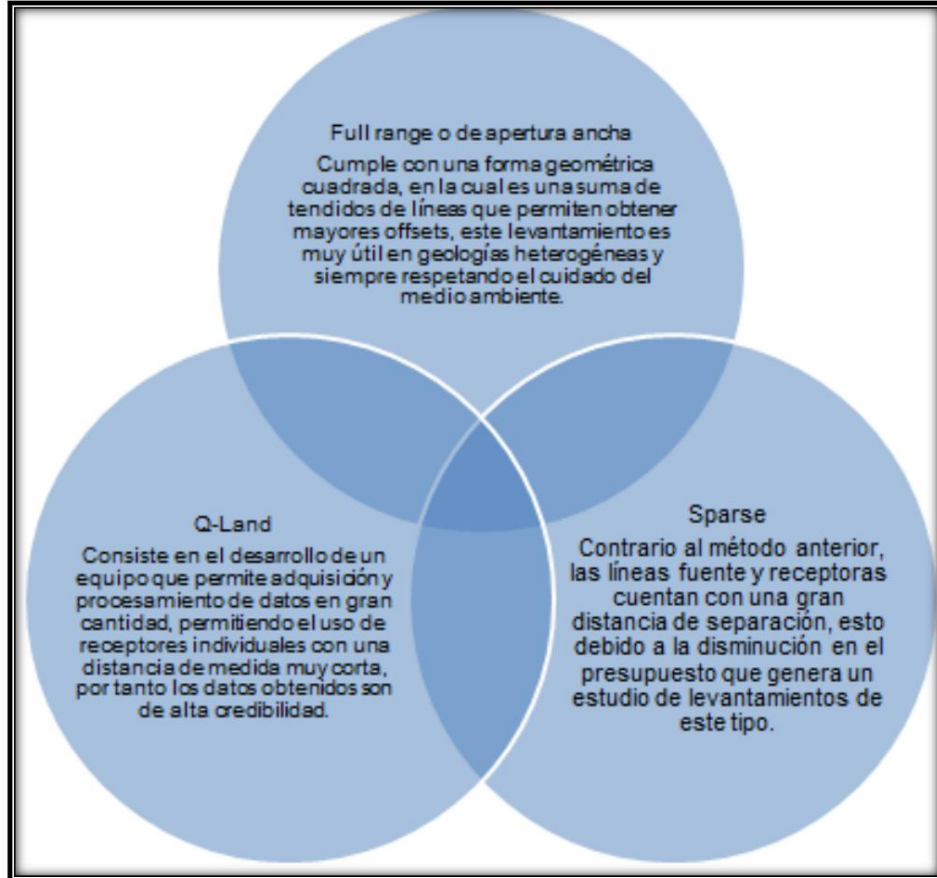 Full range o de apertura ancha
Cumple con una forma geométrica
cuadrada, en la cual es una suma de
tendidos de líneas que permiten obtener
mayores offsets, este levantamiento es
muy útil en geologías heterogéneas y
siempre respetando el cuidado del
medio ambiente.
Sparse
Contrario al método anterior,
las líneas fuente y receptoras
cuentan con una gran
distancia de separación, esto
debido a la disminución en el
presupuesto que genera un
estudio de levantamientos de
este tipo.
Q-Land
Consiste en el desarrollo de un
equipo que permite adquisición y
procesamiento de datos en gran
cantidad, permitiendo el uso de
receptores individuales con una
distancia de medida muy corta,
por tanto los datos obtenidos son
de alta credibilidad.